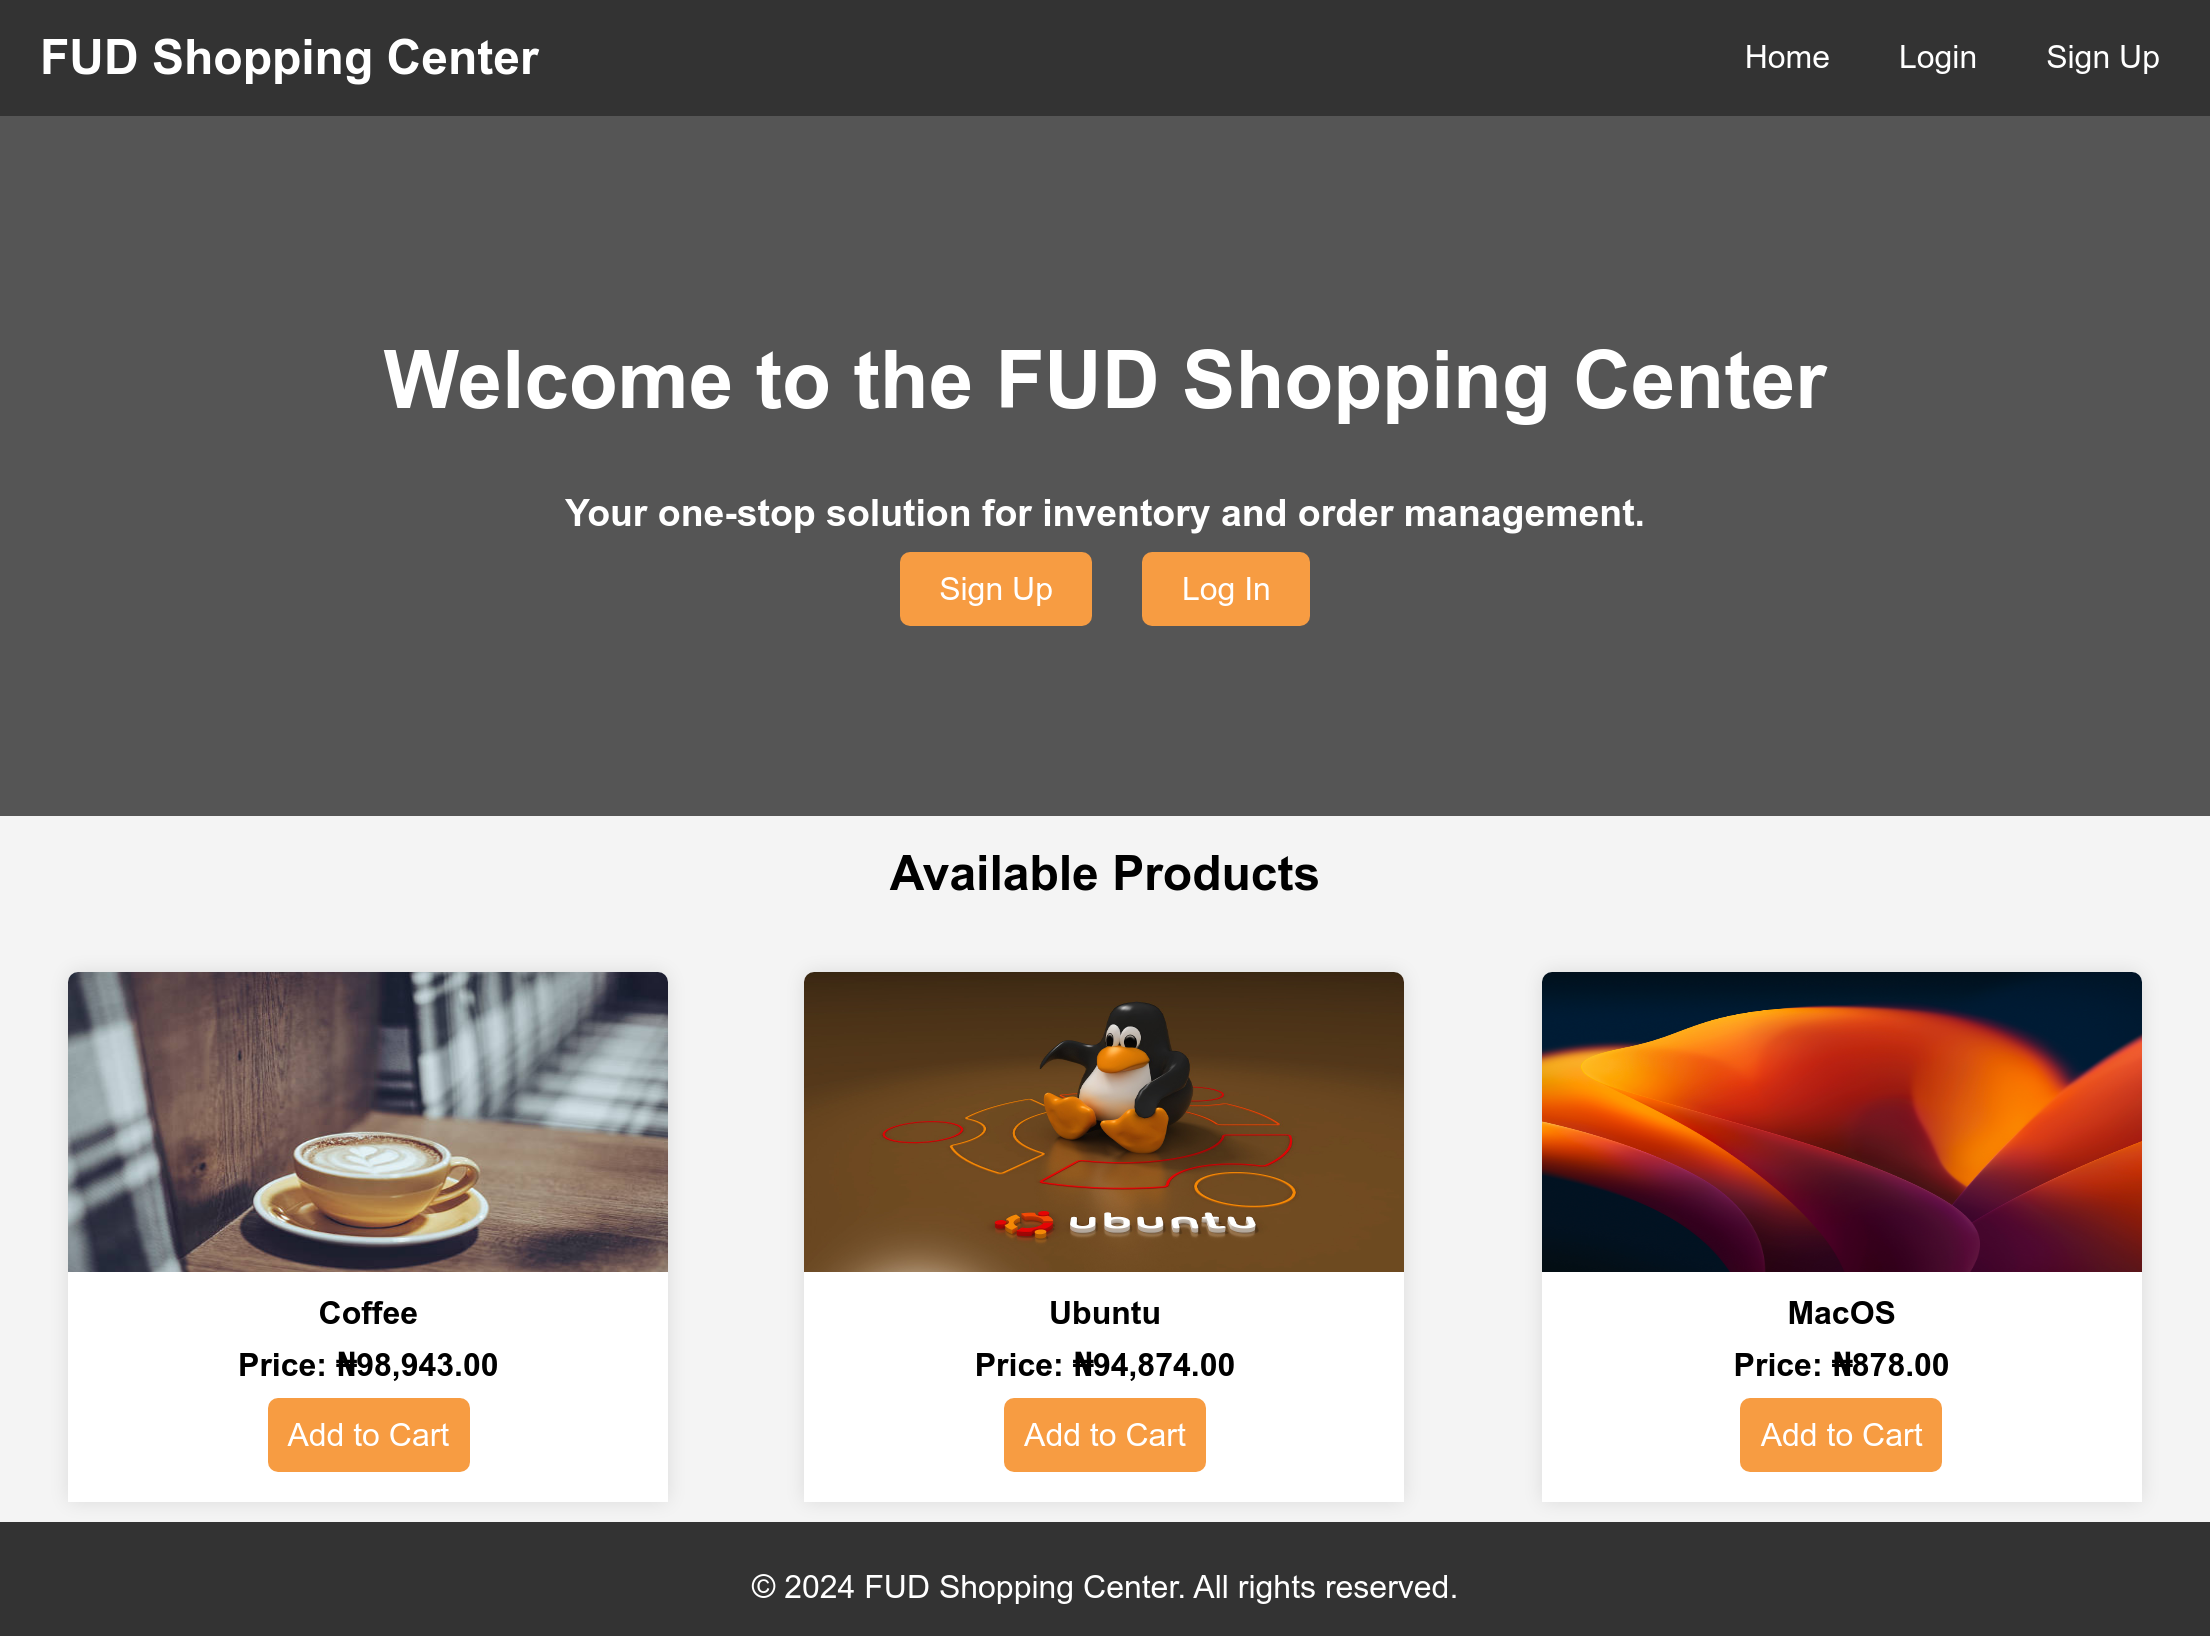 FUD Shopping Center
Home Login Sign Up
Welcome to the FUD Shopping Center
Your one-stop solution for inventory and order management.
Sign Up Log In
Available Products
ubuntu
Coffee
Price: ₦98,943.00
Add to Cart
Ubuntu
Price: ₦94,874.00
Add to Cart
MacOS
Price: ₦878.00
Add to Cart
© 2024 FUD Shopping Center. All rights reserved.